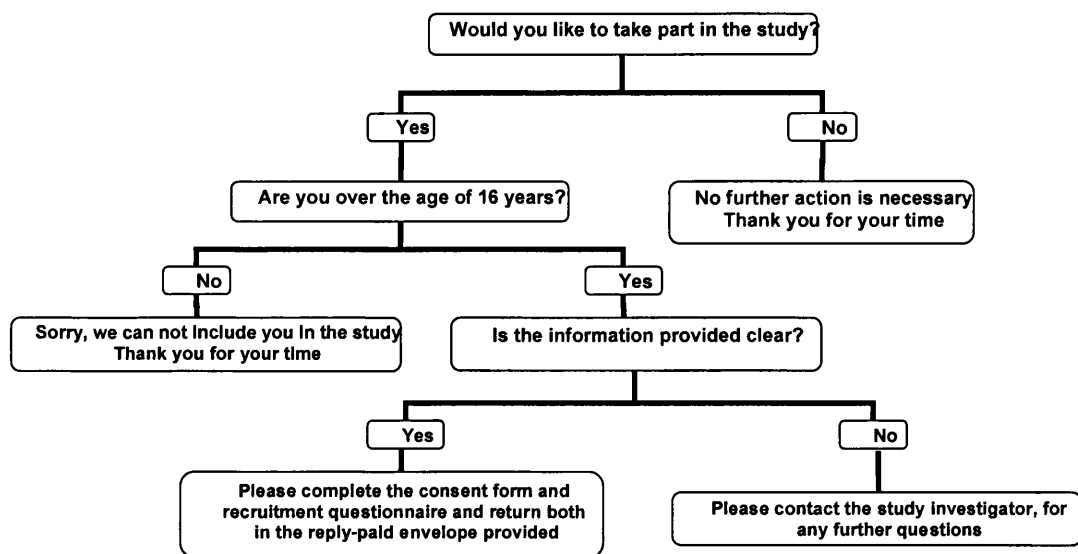 Would you like to take part in the study?
Yes
No
Are you over the age of 16 years?
No further action is necessary
Thank you for your time
No
Yes
Sorry, we can not include you in the study
Thank you for your time
Is the information provided clear?
Yes
No
Please complete the consent form and
recruitment questionnaire and return both
in the reply-paid envelope provided
Please contact the study investigator, for
any further questions